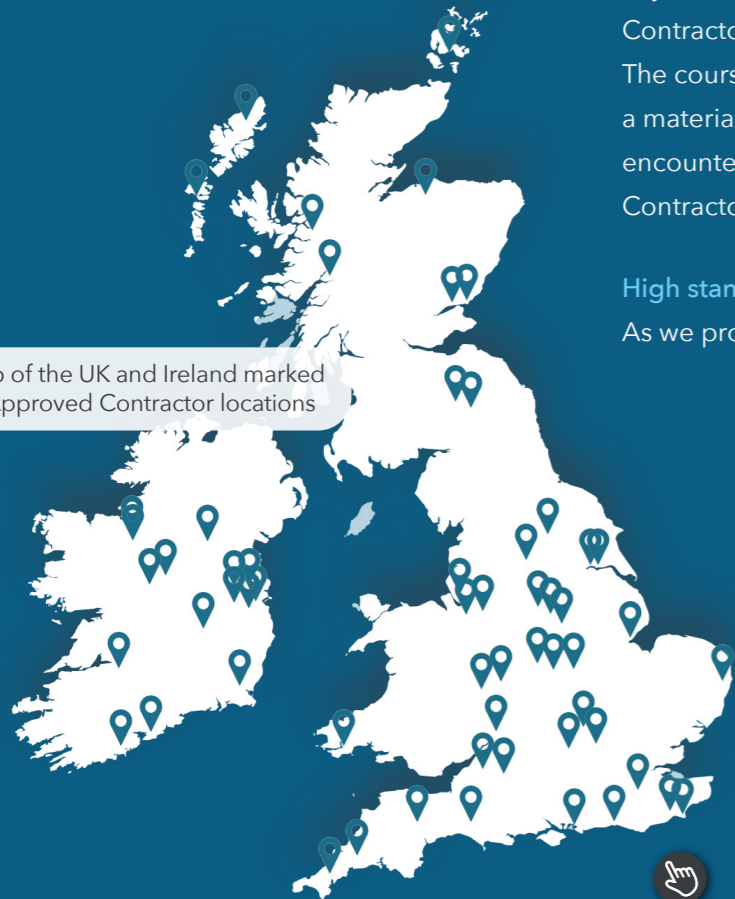 Contracto
The cours
a materia
encounte
Contracto
High stan
As we pro
p of the UK and Ireland marked
pproved Contractor locations